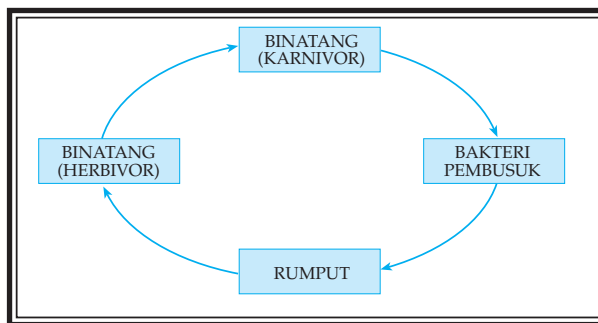 BINATANG
(KARNIVOR)
BINATANG
(HERBIVOR)
BAKTERI
PEMBUSUK
RUMPUT